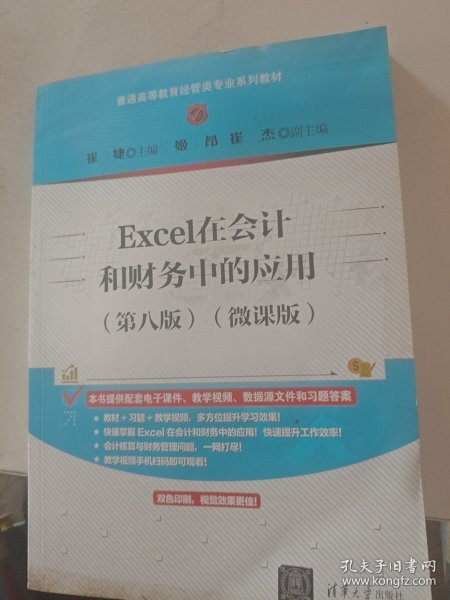 普通高等教育经管类专业系列教材
崔 婕◎主编 姬 昂 崔 杰◎副主编
Excel在会计
和财务中的应用
（第八版）（微课版）
本书提供配套电子课件、教学视频、数据源文件和习题答案
★ 教材＋习题＋教学视频，多方位提升学习效果！
★ 快速掌握Excel在会计和财务中的应用！快速提升工作效率！
★ 会计核算与财务管理问题，一网打尽！
★ 教学视频手机扫码即可观看！
双色印刷，视觉效果更佳！
清华大学出版社
孔夫子旧书网
www.kongfz.com